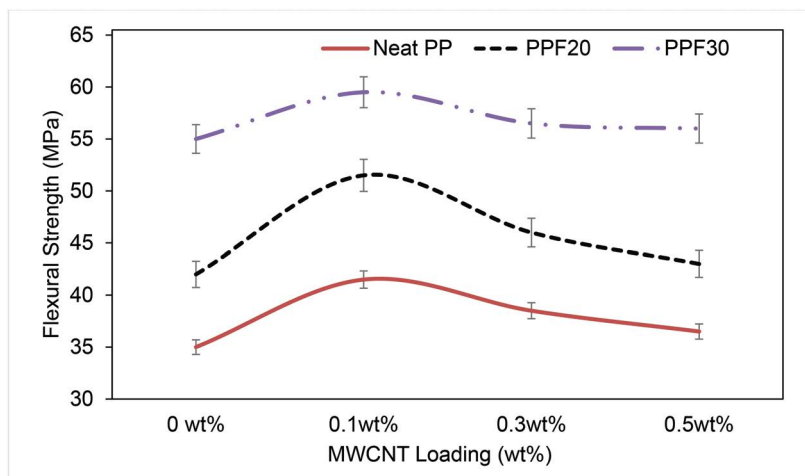 Neat PP PPF20 PPF30
Flexural Strength (MPa)
65
60
55
50
45
40
35
30
0 wt% 0.1wt% 0.3wt% 0.5wt%
MWCNT Loading (wt%)